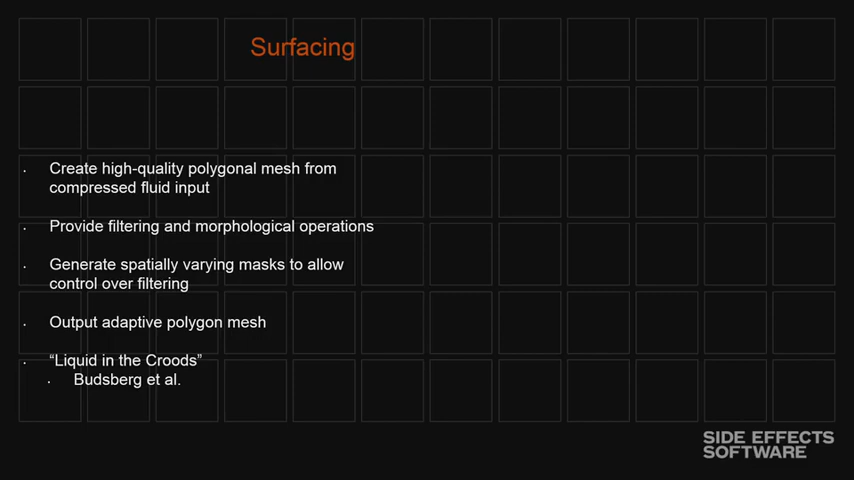 Surfacing
Create high-quality polygonal mesh from
compressed fluid input
Provide filtering and morphological operations
Generate spatially varying masks to allow
control over filtering
Output adaptive polygon mesh
“Liquid in the Croods”
Budsberg et al.
SIDE EFFECTS
SOFTWARE